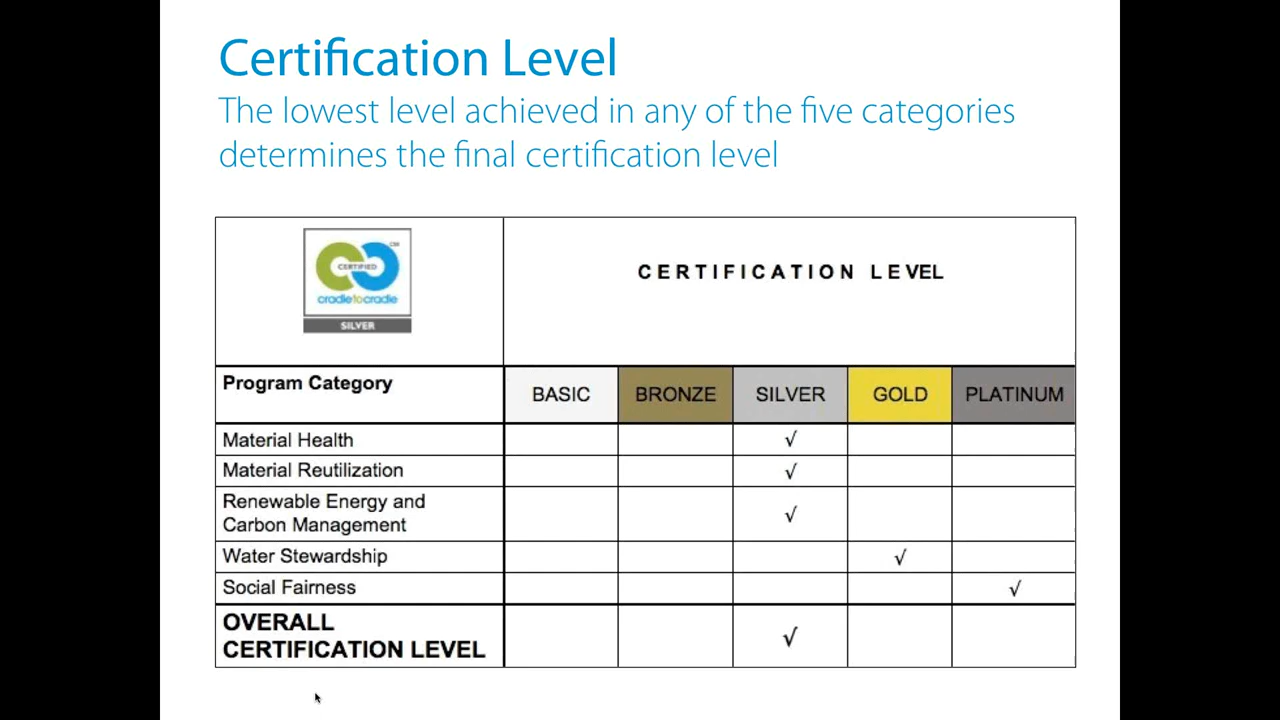 Certification Level
The lowest level achieved in any of the five categories
determines the final certification level
CERTIFIED
cradletocradle
SILVER
CERTIFICATION LEVEL
Program Category
BASIC
BRONZE
SILVER
GOLD
PLATINUM
Material Health
√
Material Reutilization
√
Renewable Energy and
Carbon Management
√
Water Stewardship
√
Social Fairness
√
OVERALL
CERTIFICATION LEVEL
√